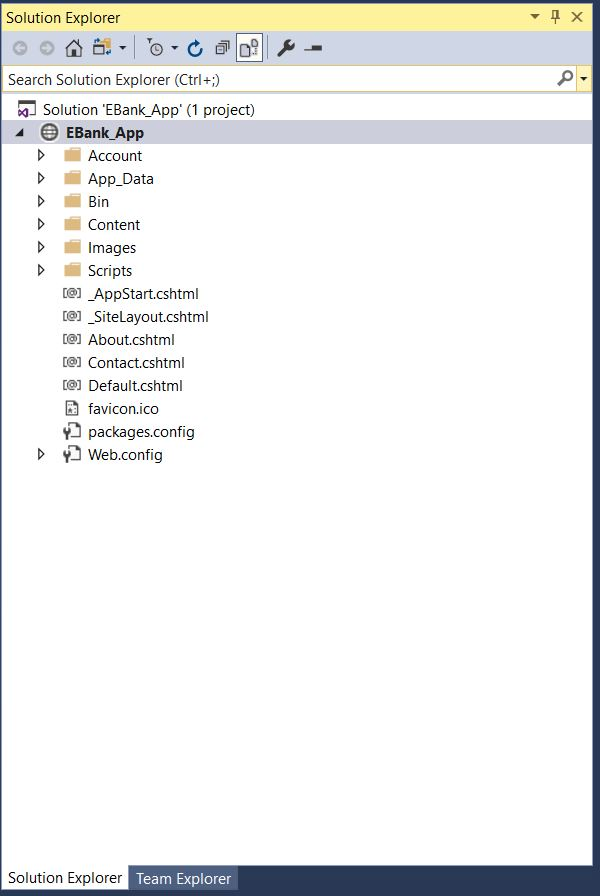 Solution Explorer
Search Solution Explorer (Ctrl+;)
Solution 'EBank_App' (1 project)
EBank_App
Account
App_Data
Bin
Content
Images
Scripts
_AppStart.cshtml
_SiteLayout.cshtml
About.cshtml
Contact.cshtml
Default.cshtml
favicon.ico
packages.config
Web.config
Solution Explorer Team Explorer